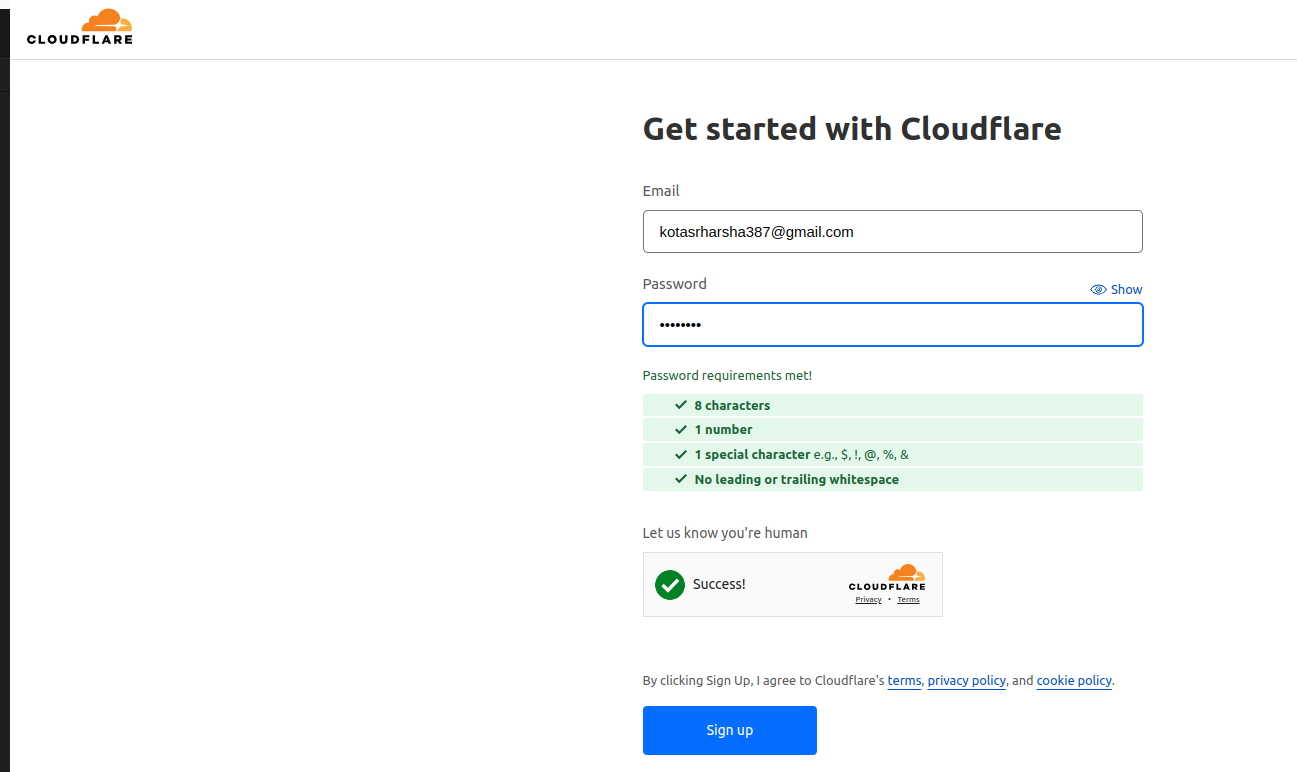 CLOUDFLARE
Get started with Cloudflare
Email
kotasrharsha387@gmail.com
Password
Show
••••••••
Password requirements met!
8 characters
1 number
1 special character e.g., $, !, @, %, &
No leading or trailing whitespace
Let us know you're human
Success!
CLOUDFLARE
Privacy • Terms
By clicking Sign Up, I agree to Cloudflare's terms, privacy policy, and cookie policy.
Sign up